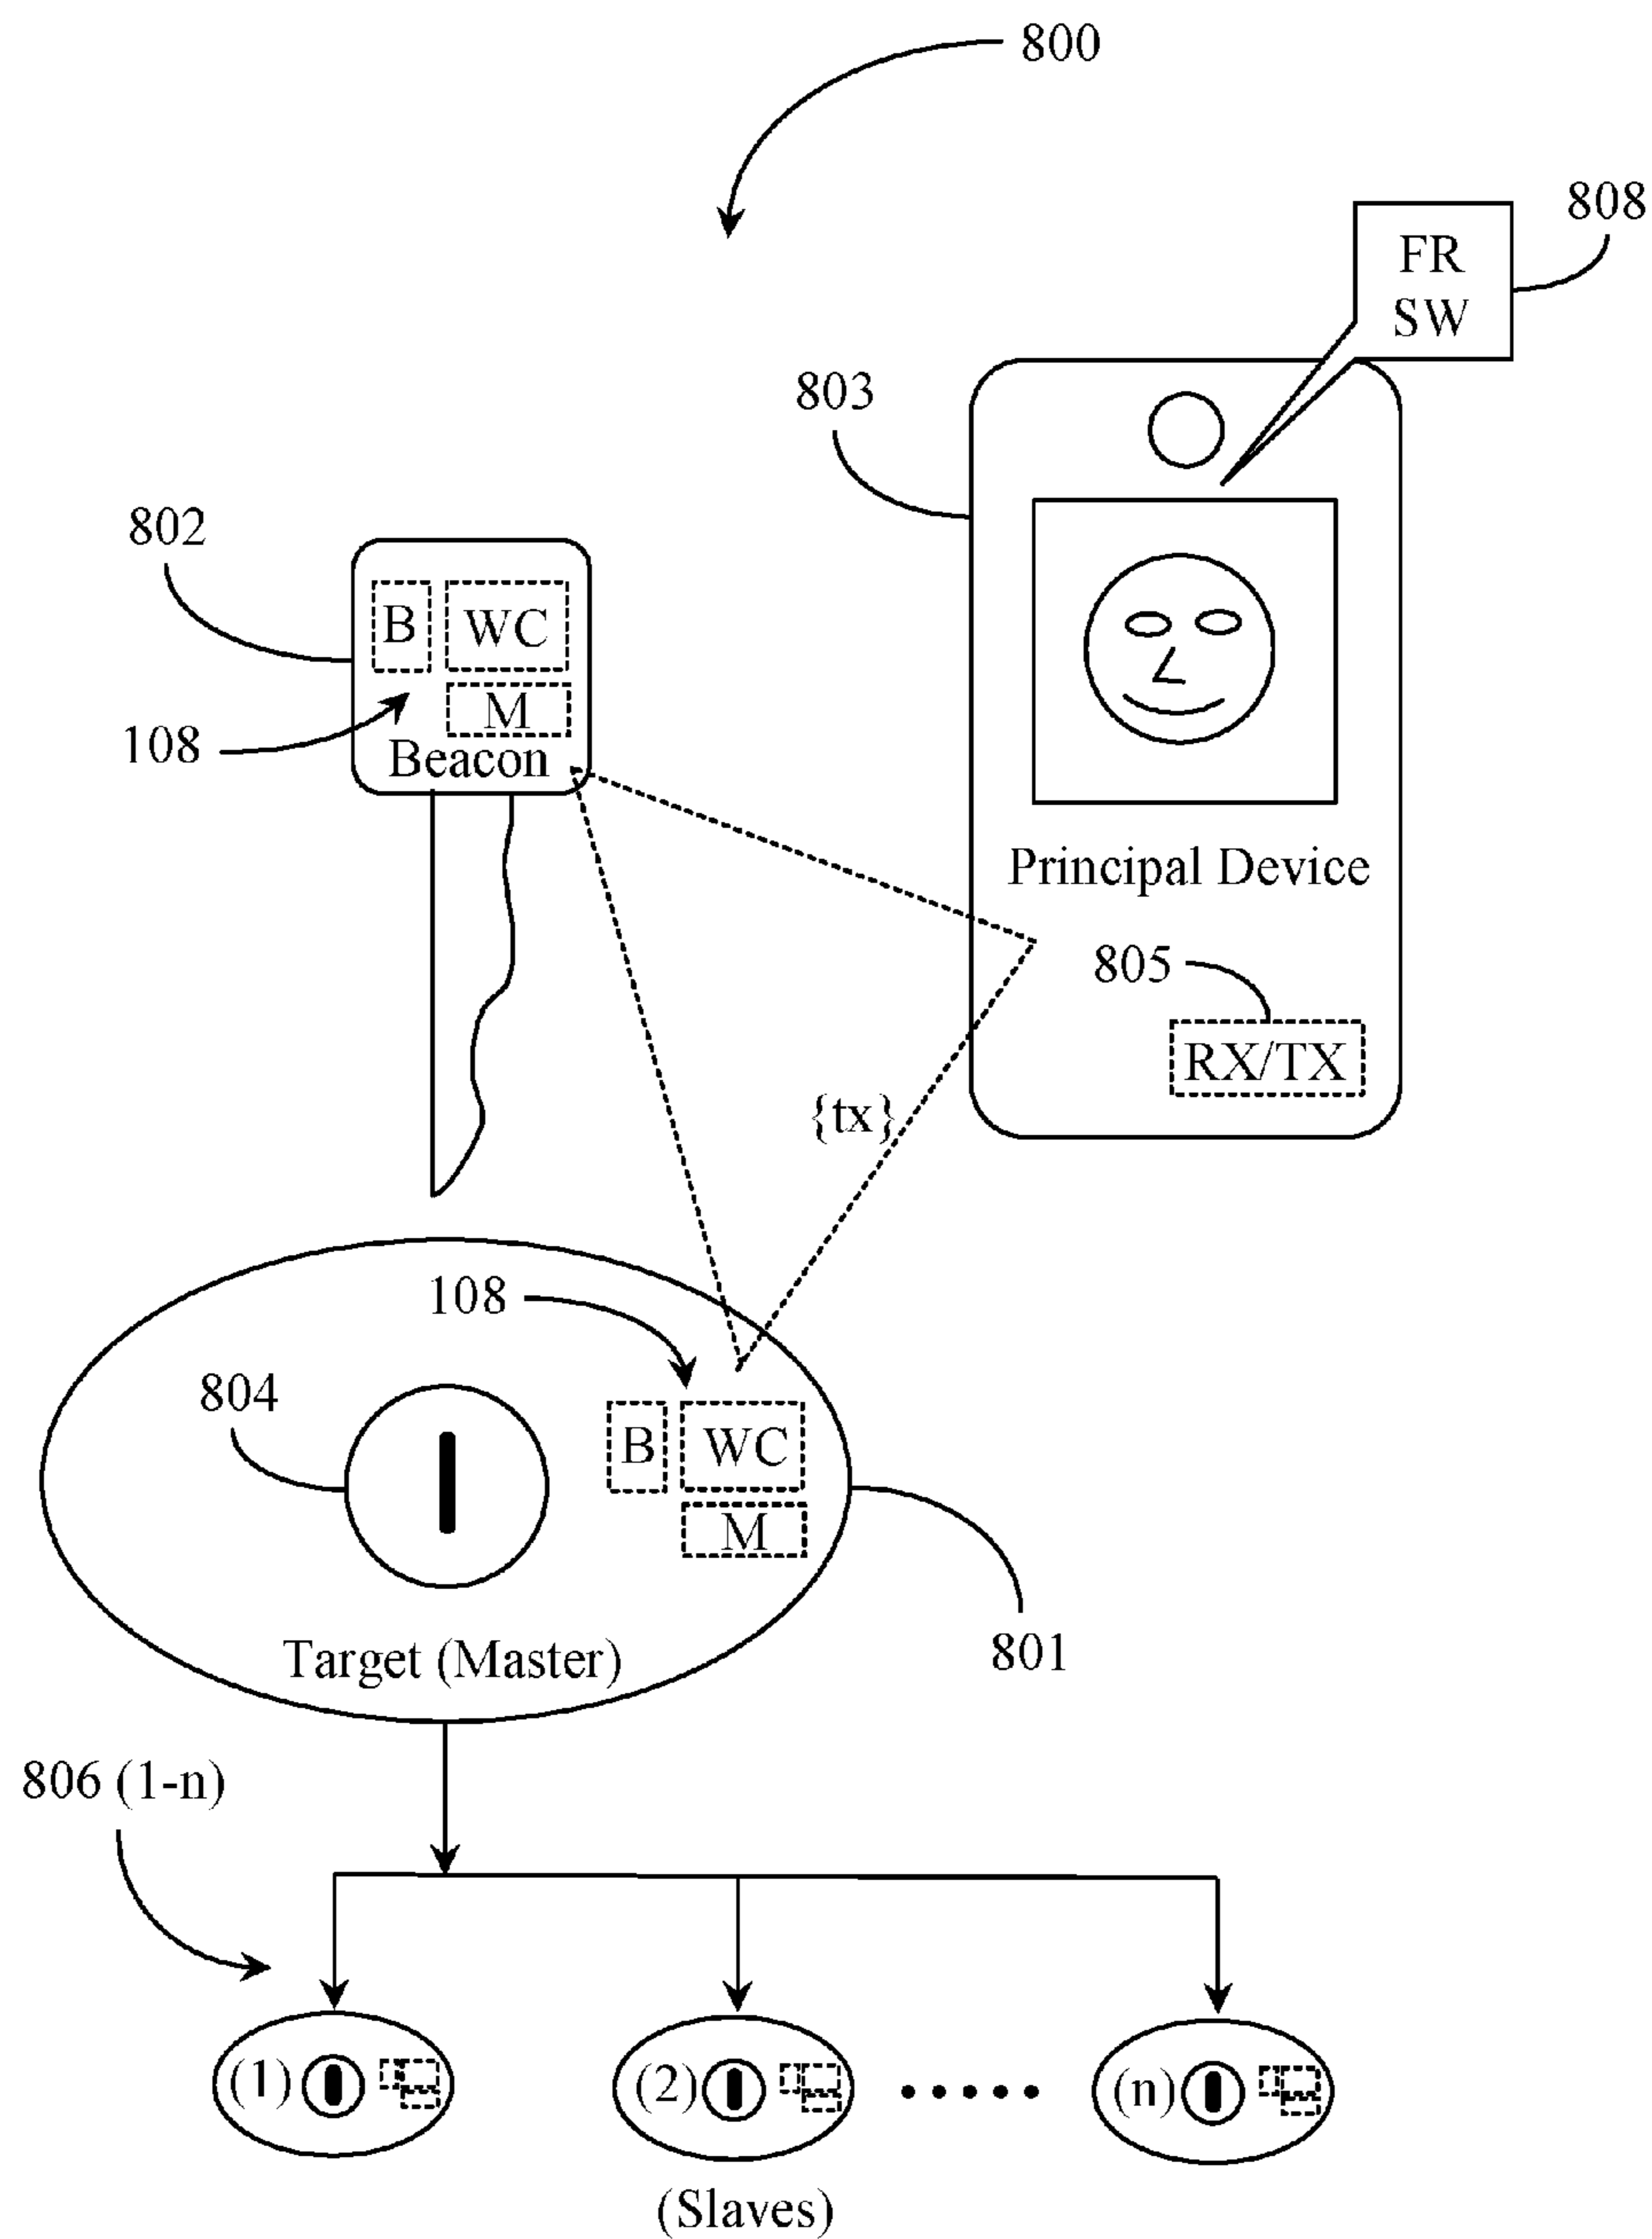 800
808
FR
SW
803
802
B
WC
M
108
Beacon
Principal Device
805
RX/TX
{tx}
108
804
B
WC
M
Target (Master)
801
806 (1-n)
(1)
(2)
(n)
(Slaves)